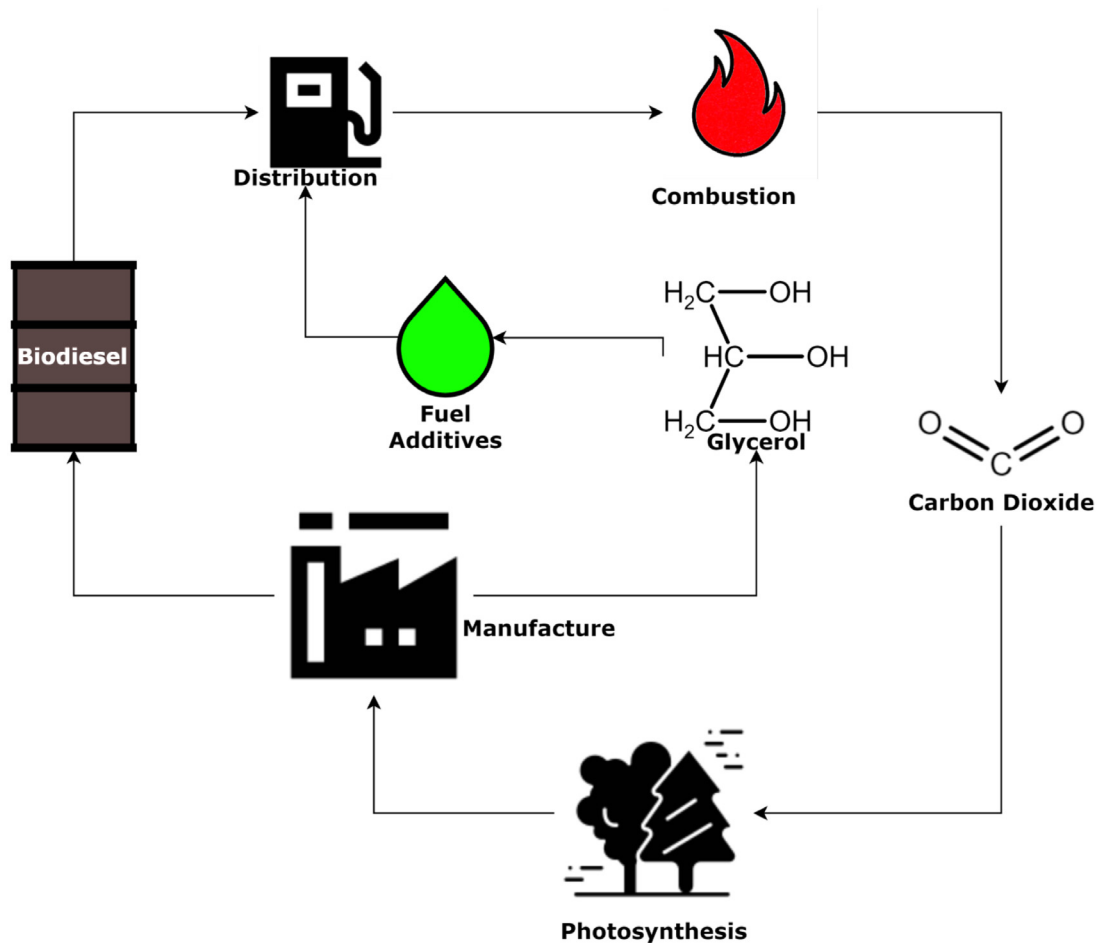 Distribution
Combustion
H₂C OH
HC OH
H₂C OH
Glycerol
Biodiesel
Fuel
Additives
O O
C
Carbon Dioxide
Manufacture
Photosynthesis